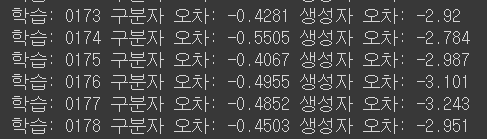 학습: 0173 구분자 오차: -0.4281 생성자 오차: -2.92
학습: 0174 구분자 오차: -0.5505 생성자 오차: -2.784
학습: 0175 구분자 오차: -0.4067 생성자 오차: -2.987
학습: 0176 구분자 오차: -0.4955 생성자 오차: -3.101
학습: 0177 구분자 오차: -0.4852 생성자 오차: -3.243
학습: 0178 구분자 오차: -0.4503 생성자 오차: -2.951